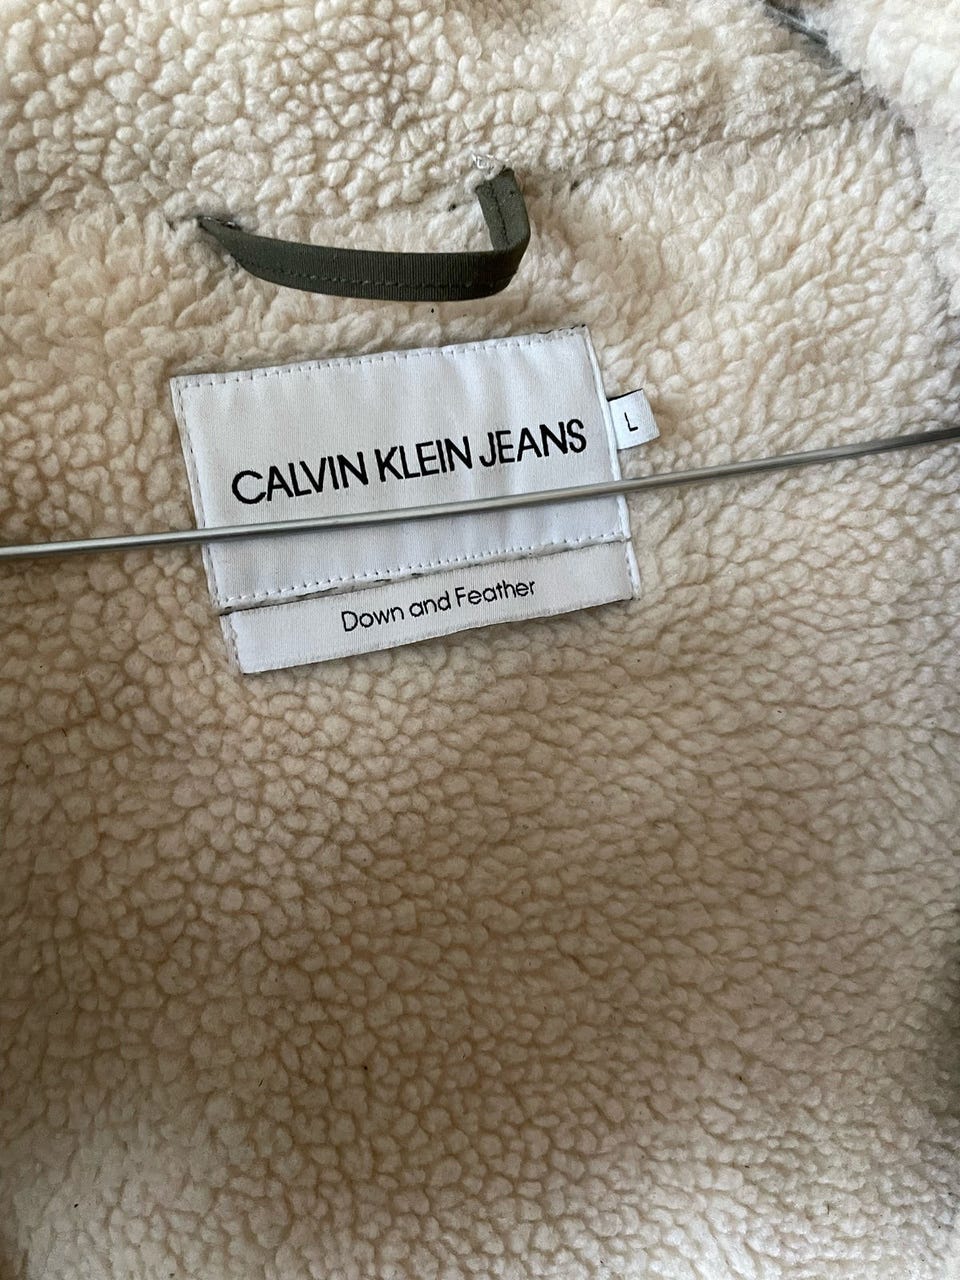 CALVIN KLEIN JEANS
L
Down and Feather